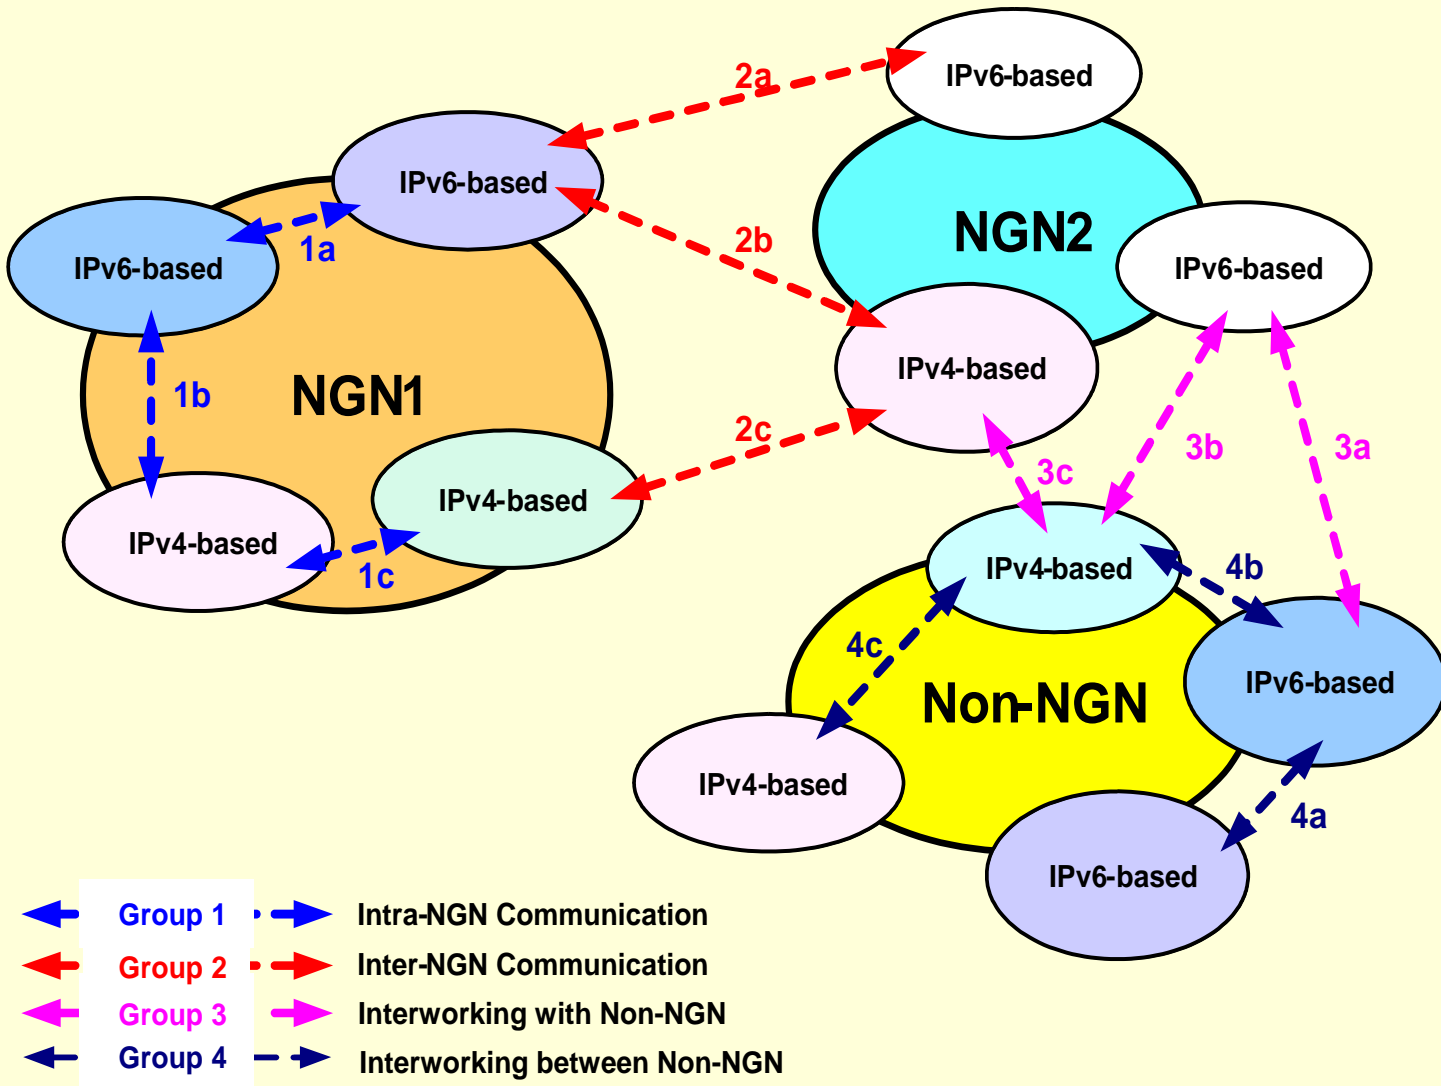 IPv6-based
2a
IPv6-based
IPv6-based
1a
2b
NGN2
IPv6-based
IPv6-based
1b
NGN1
IPv4-based
2c
3c
3b
3a
IPv4-based
IPv4-based
1c
IPv4-based
4b
4c
Non-NGN
IPv6-based
IPv4-based
4a
IPv6-based
Group 1 Intra-NGN Communication
Group 2 Inter-NGN Communication
Group 3 Interworking with Non-NGN
Group 4 Interworking between Non-NGN